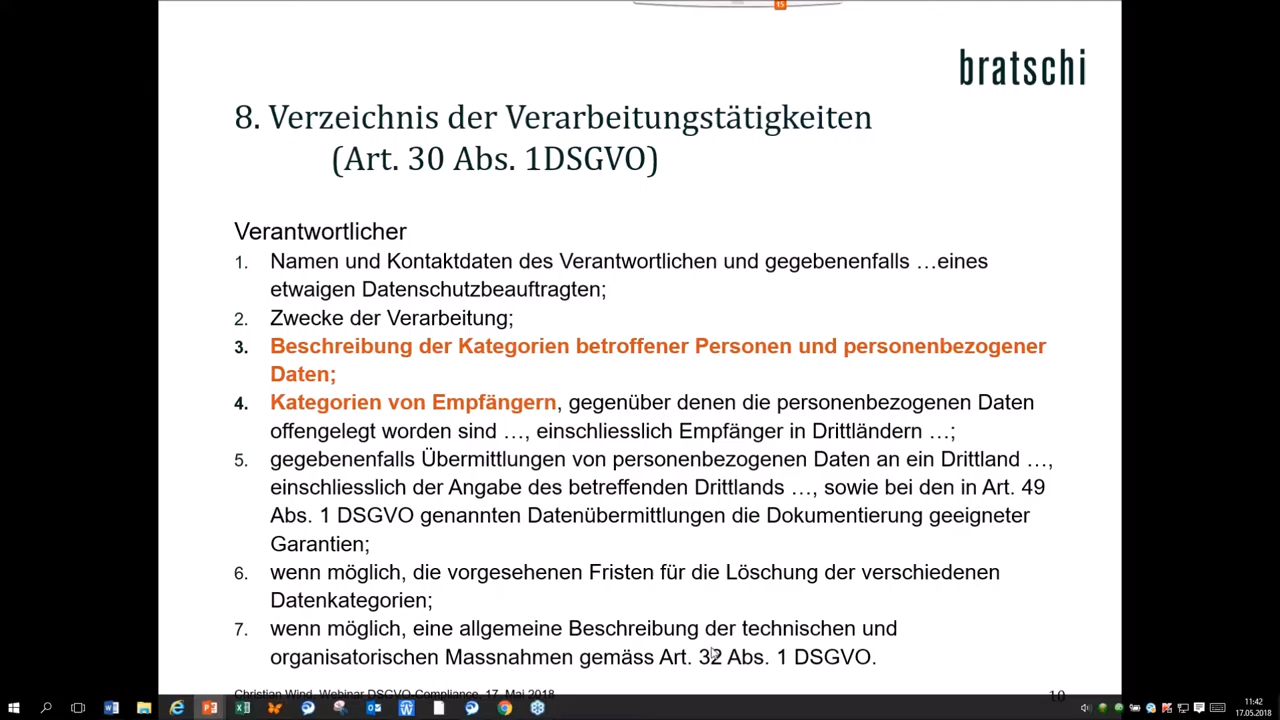 15
bratschi
8. Verzeichnis der Verarbeitungstätigkeiten
(Art. 30 Abs. 1DSGVO)
Verantwortlicher
1. Namen und Kontaktdaten des Verantwortlichen und gegebenenfalls …eines
etwaigen Datenschutzbeauftragten;
2. Zwecke der Verarbeitung;
3. Beschreibung der Kategorien betroffener Personen und personenbezogener
Daten;
4. Kategorien von Empfängern, gegenüber denen die personenbezogenen Daten
offengelegt worden sind …, einschliesslich Empfänger in Drittländern …;
5. gegebenenfalls Übermittlungen von personenbezogenen Daten an ein Drittland …,
einschliesslich der Angabe des betreffenden Drittlands …, sowie bei den in Art. 49
Abs. 1 DSGVO genannten Datenübermittlungen die Dokumentierung geeigneter
Garantien;
6. wenn möglich, die vorgesehenen Fristen für die Löschung der verschiedenen
Datenkategorien;
7. wenn möglich, eine allgemeine Beschreibung der technischen und
organisatorischen Massnahmen gemäss Art. 32 Abs. 1 DSGVO.
Christian Wind, Webinar DSGVO-Compliance, 17. Mai 2018
10
11:42
17.05.2018